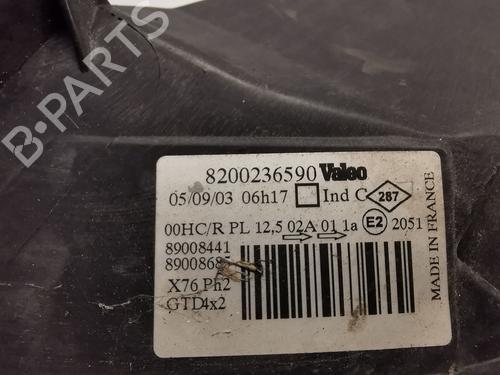 B-PARTS
8200236590 Valeo
05/09/03 06h17 Ind C 287
00HC/R PL 12,5 02A 01 1a E2 2051
89008441
8900868
X76 Ph2
GTD4x2
MADE IN FRANCE